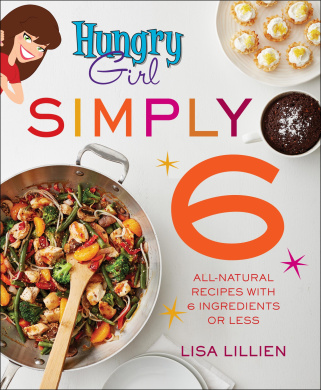 Hungry
Girl
SIMPLY
6
ALL-NATURAL
RECIPES WITH
6 INGREDIENTS
OR LESS
LISA LILLIEN